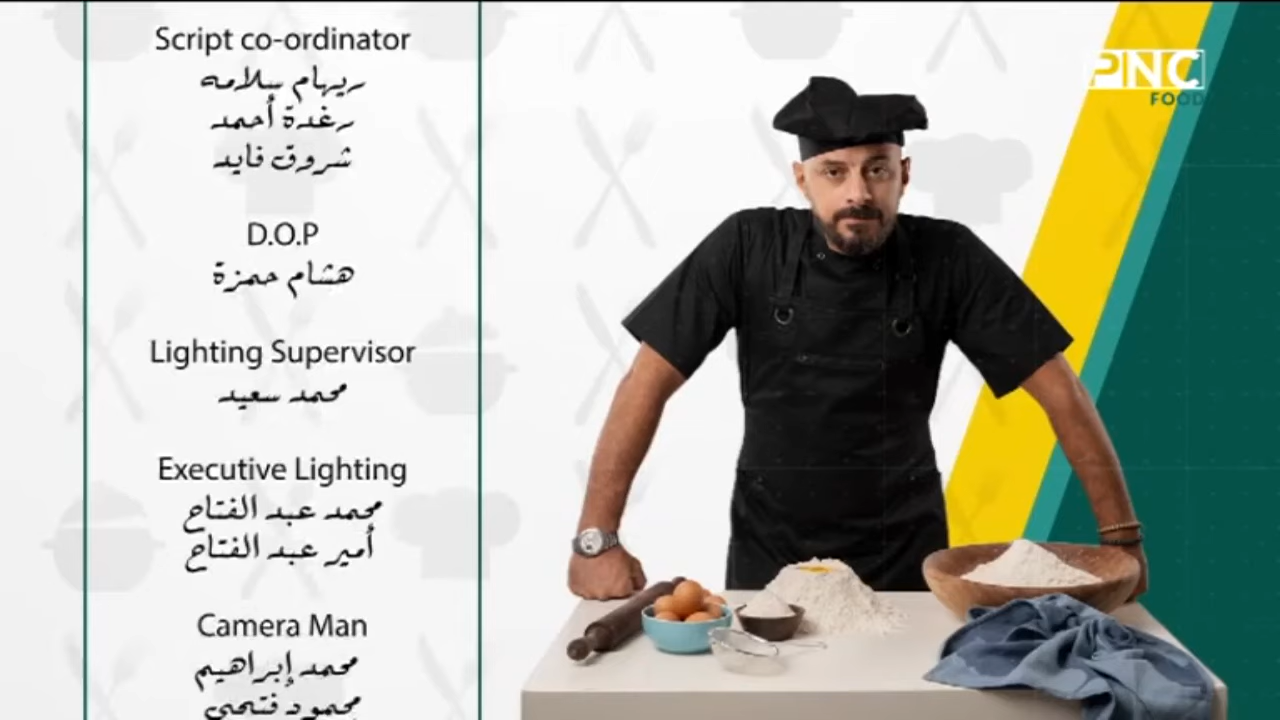 Script co-ordinator
ريهام سلامه
رغدة أحمد
شروق فايد
D.O.P
هشام حمزة
Lighting Supervisor
محمد سعيد
Executive Lighting
محمد عبد الفتاح
أمير عبد الفتاح
Camera Man
محمد إبراهيم
محمود فتحى
PNC
FOOD